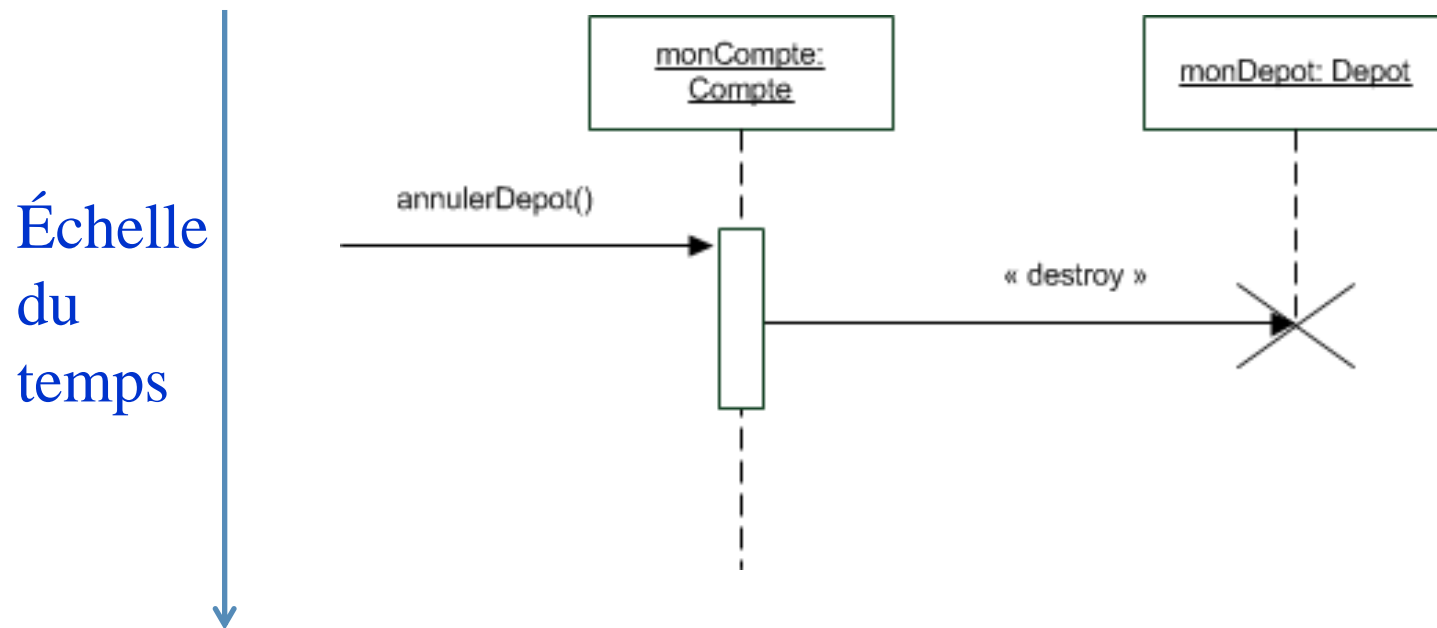 monCompte:
Compte
monDepot: Depot
annulerDepot()
Échelle
du
temps
« destroy »